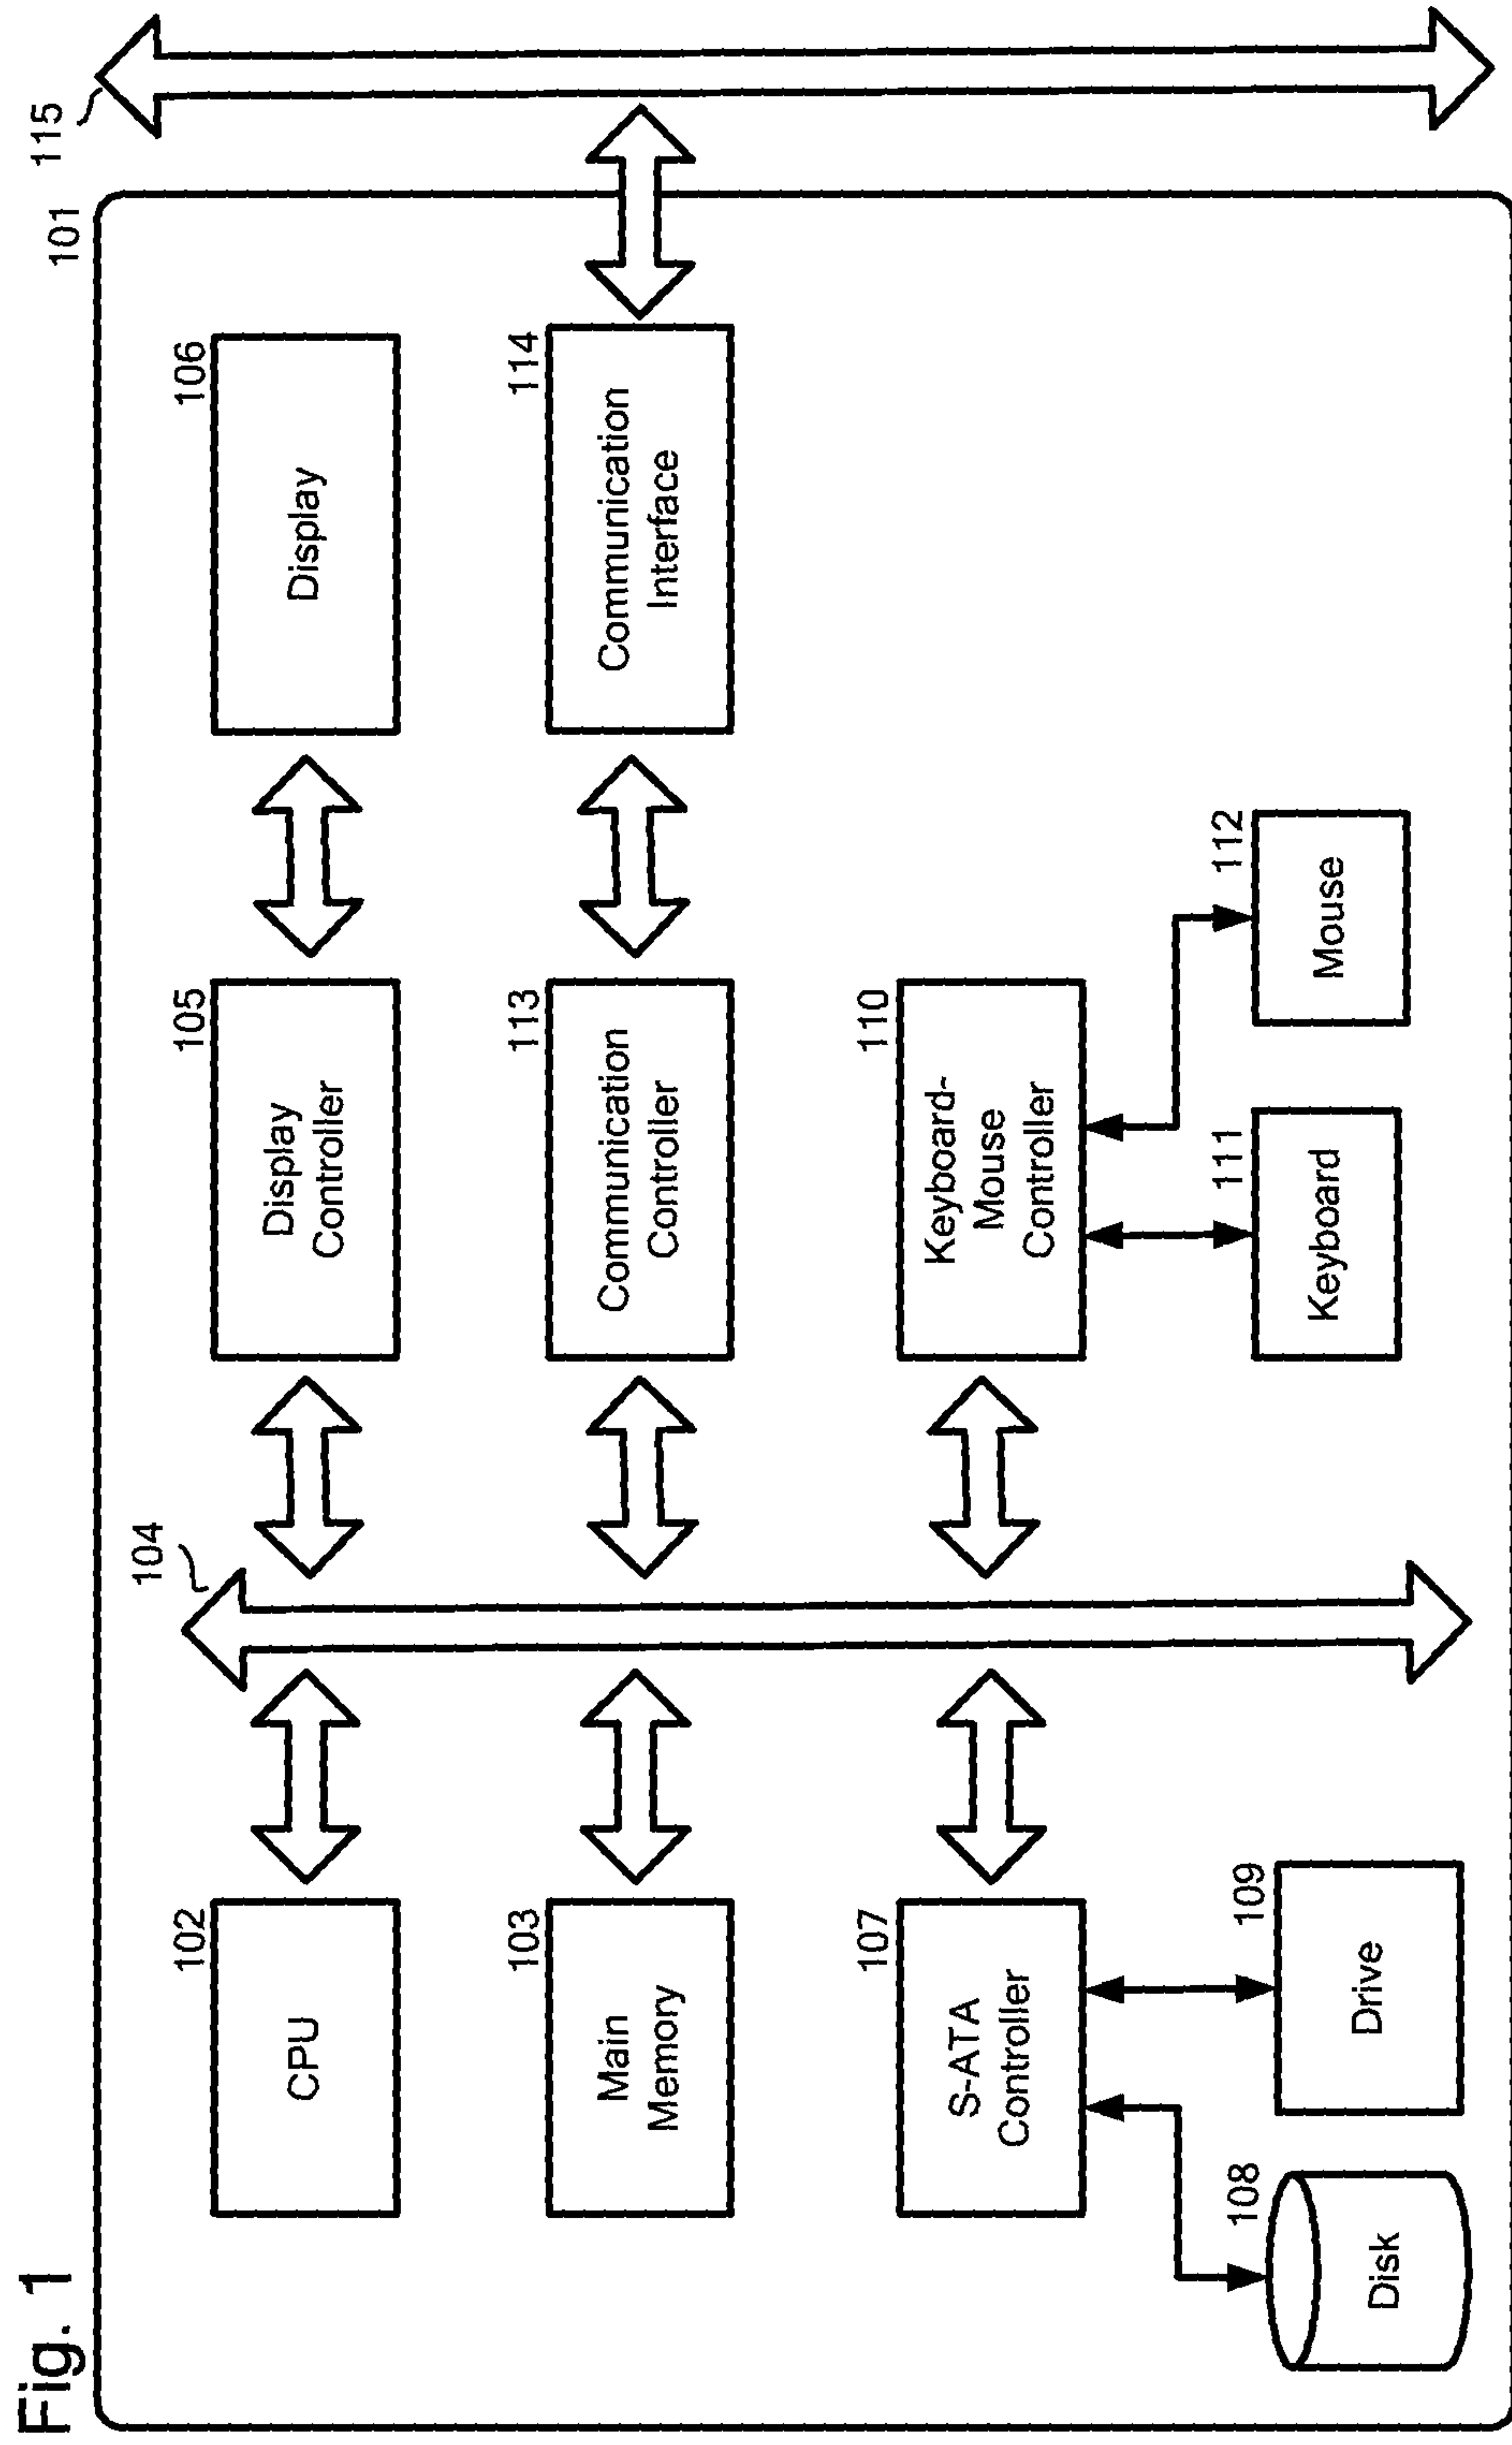 Fig. 1
101
115
102
CPU
104
105
Display
Controller
106
Display
103
Main
Memory
113
Communication
Controller
114
Communication
Interface
107
S-ATA
Controller
110
Keyboard-
Mouse
Controller
108
Disk
109
Drive
111
Keyboard
112
Mouse